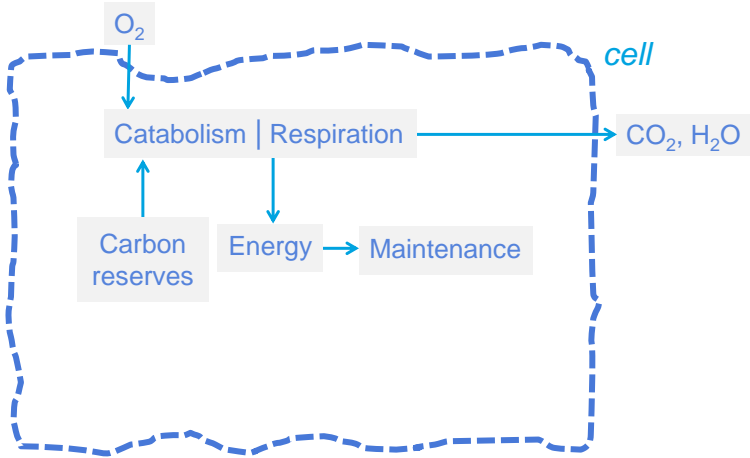 O₂
cell
Catabolism | Respiration
CO₂, H₂O
Carbon
reserves
Energy
Maintenance